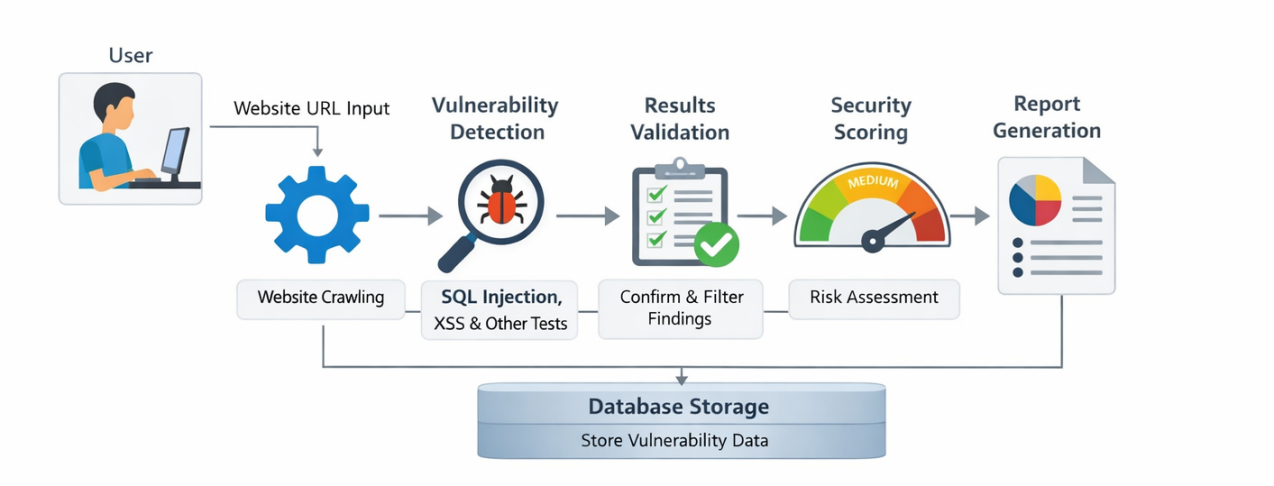 User
Website URL Input
Vulnerability
Detection
Results
Validation
Security
Scoring
Report
Generation
MEDIUM
Website Crawling
SQL Injection,
XSS & Other Tests
Confirm & Filter
Findings
Risk Assessment
Database Storage
Store Vulnerability Data